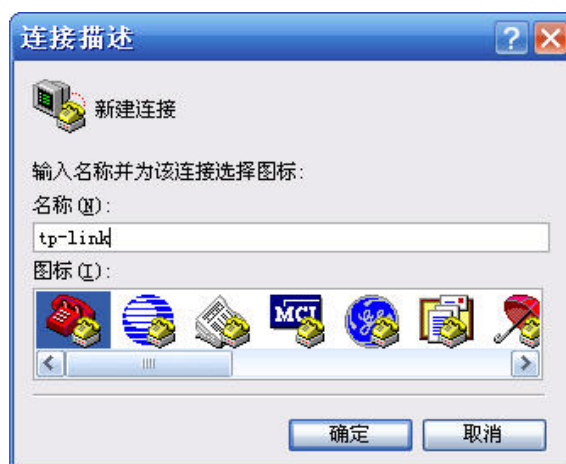 连接描述
新建连接
输入名称并为该连接选择图标:
名称(N):
tp-link
图标(I):
MCI
确定
取消